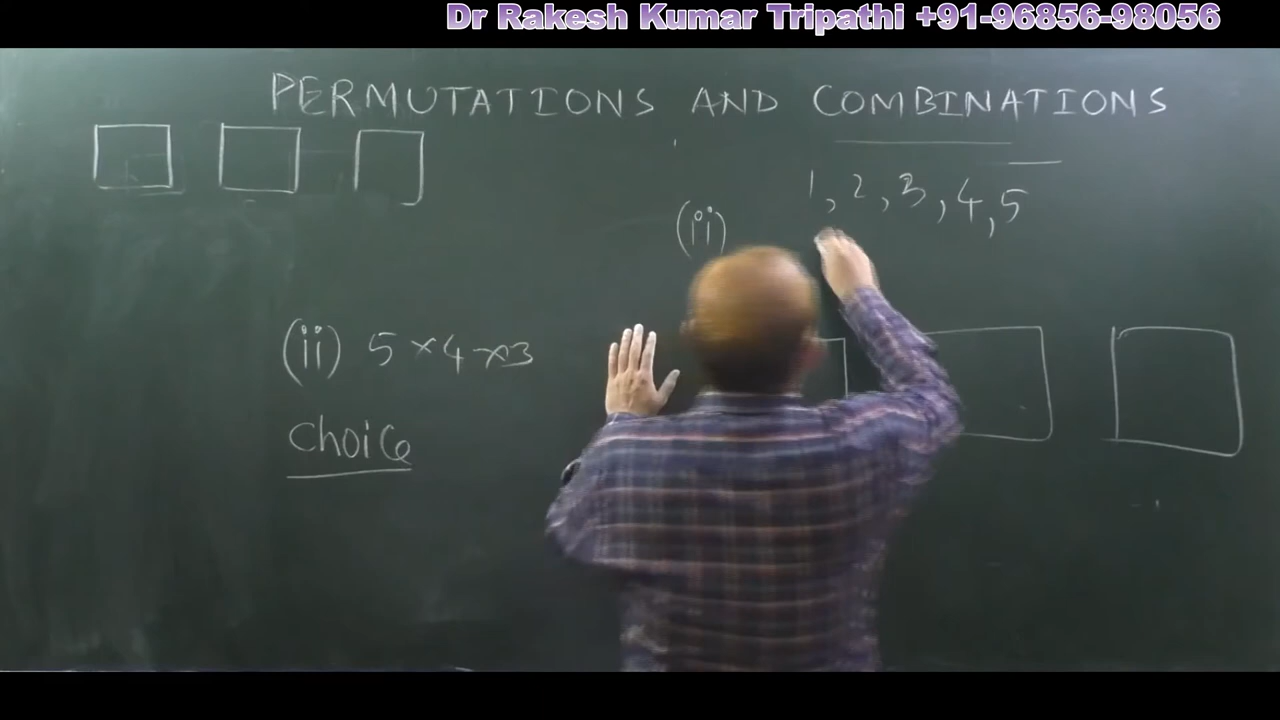 Dr Rakesh Kumar Tripathi +91-96856-98056
PERMUTATIONS AND COMBINATIONS
1, 2, 3, 4, 5
(ii)
(ii) 5 × 4 × 3
Choice